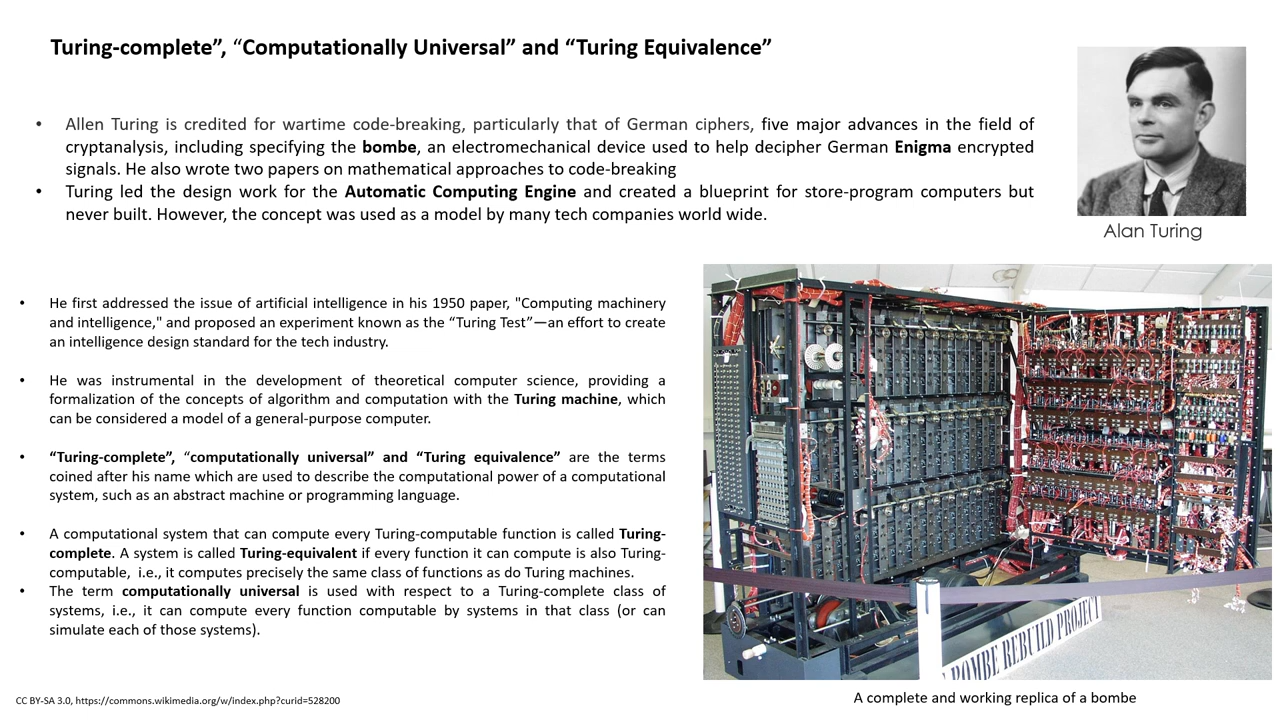 Turing-complete”, “Computationally Universal” and “Turing Equivalence”
• Allen Turing is credited for wartime code-breaking, particularly that of German ciphers, five major advances in the field of
cryptanalysis, including specifying the bombe, an electromechanical device used to help decipher German Enigma encrypted
signals. He also wrote two papers on mathematical approaches to code-breaking
• Turing led the design work for the Automatic Computing Engine and created a blueprint for store-program computers but
never built. However, the concept was used as a model by many tech companies world wide.
Alan Turing
• He first addressed the issue of artificial intelligence in his 1950 paper, "Computing machinery
and intelligence," and proposed an experiment known as the “Turing Test”—an effort to create
an intelligence design standard for the tech industry.
• He was instrumental in the development of theoretical computer science, providing a
formalization of the concepts of algorithm and computation with the Turing machine, which
can be considered a model of a general-purpose computer.
• “Turing-complete”, “computationally universal” and “Turing equivalence” are the terms
coined after his name which are used to describe the computational power of a computational
system, such as an abstract machine or programming language.
• A computational system that can compute every Turing-computable function is called Turing-
complete. A system is called Turing-equivalent if every function it can compute is also Turing-
computable, i.e., it computes precisely the same class of functions as do Turing machines.
• The term computationally universal is used with respect to a Turing-complete class of
systems, i.e., it can compute every function computable by systems in that class (or can
simulate each of those systems).
BOMBE REBUILD PROJECT
CC BY-SA 3.0, https://commons.wikimedia.org/w/index.php?curid=528200
A complete and working replica of a bombe